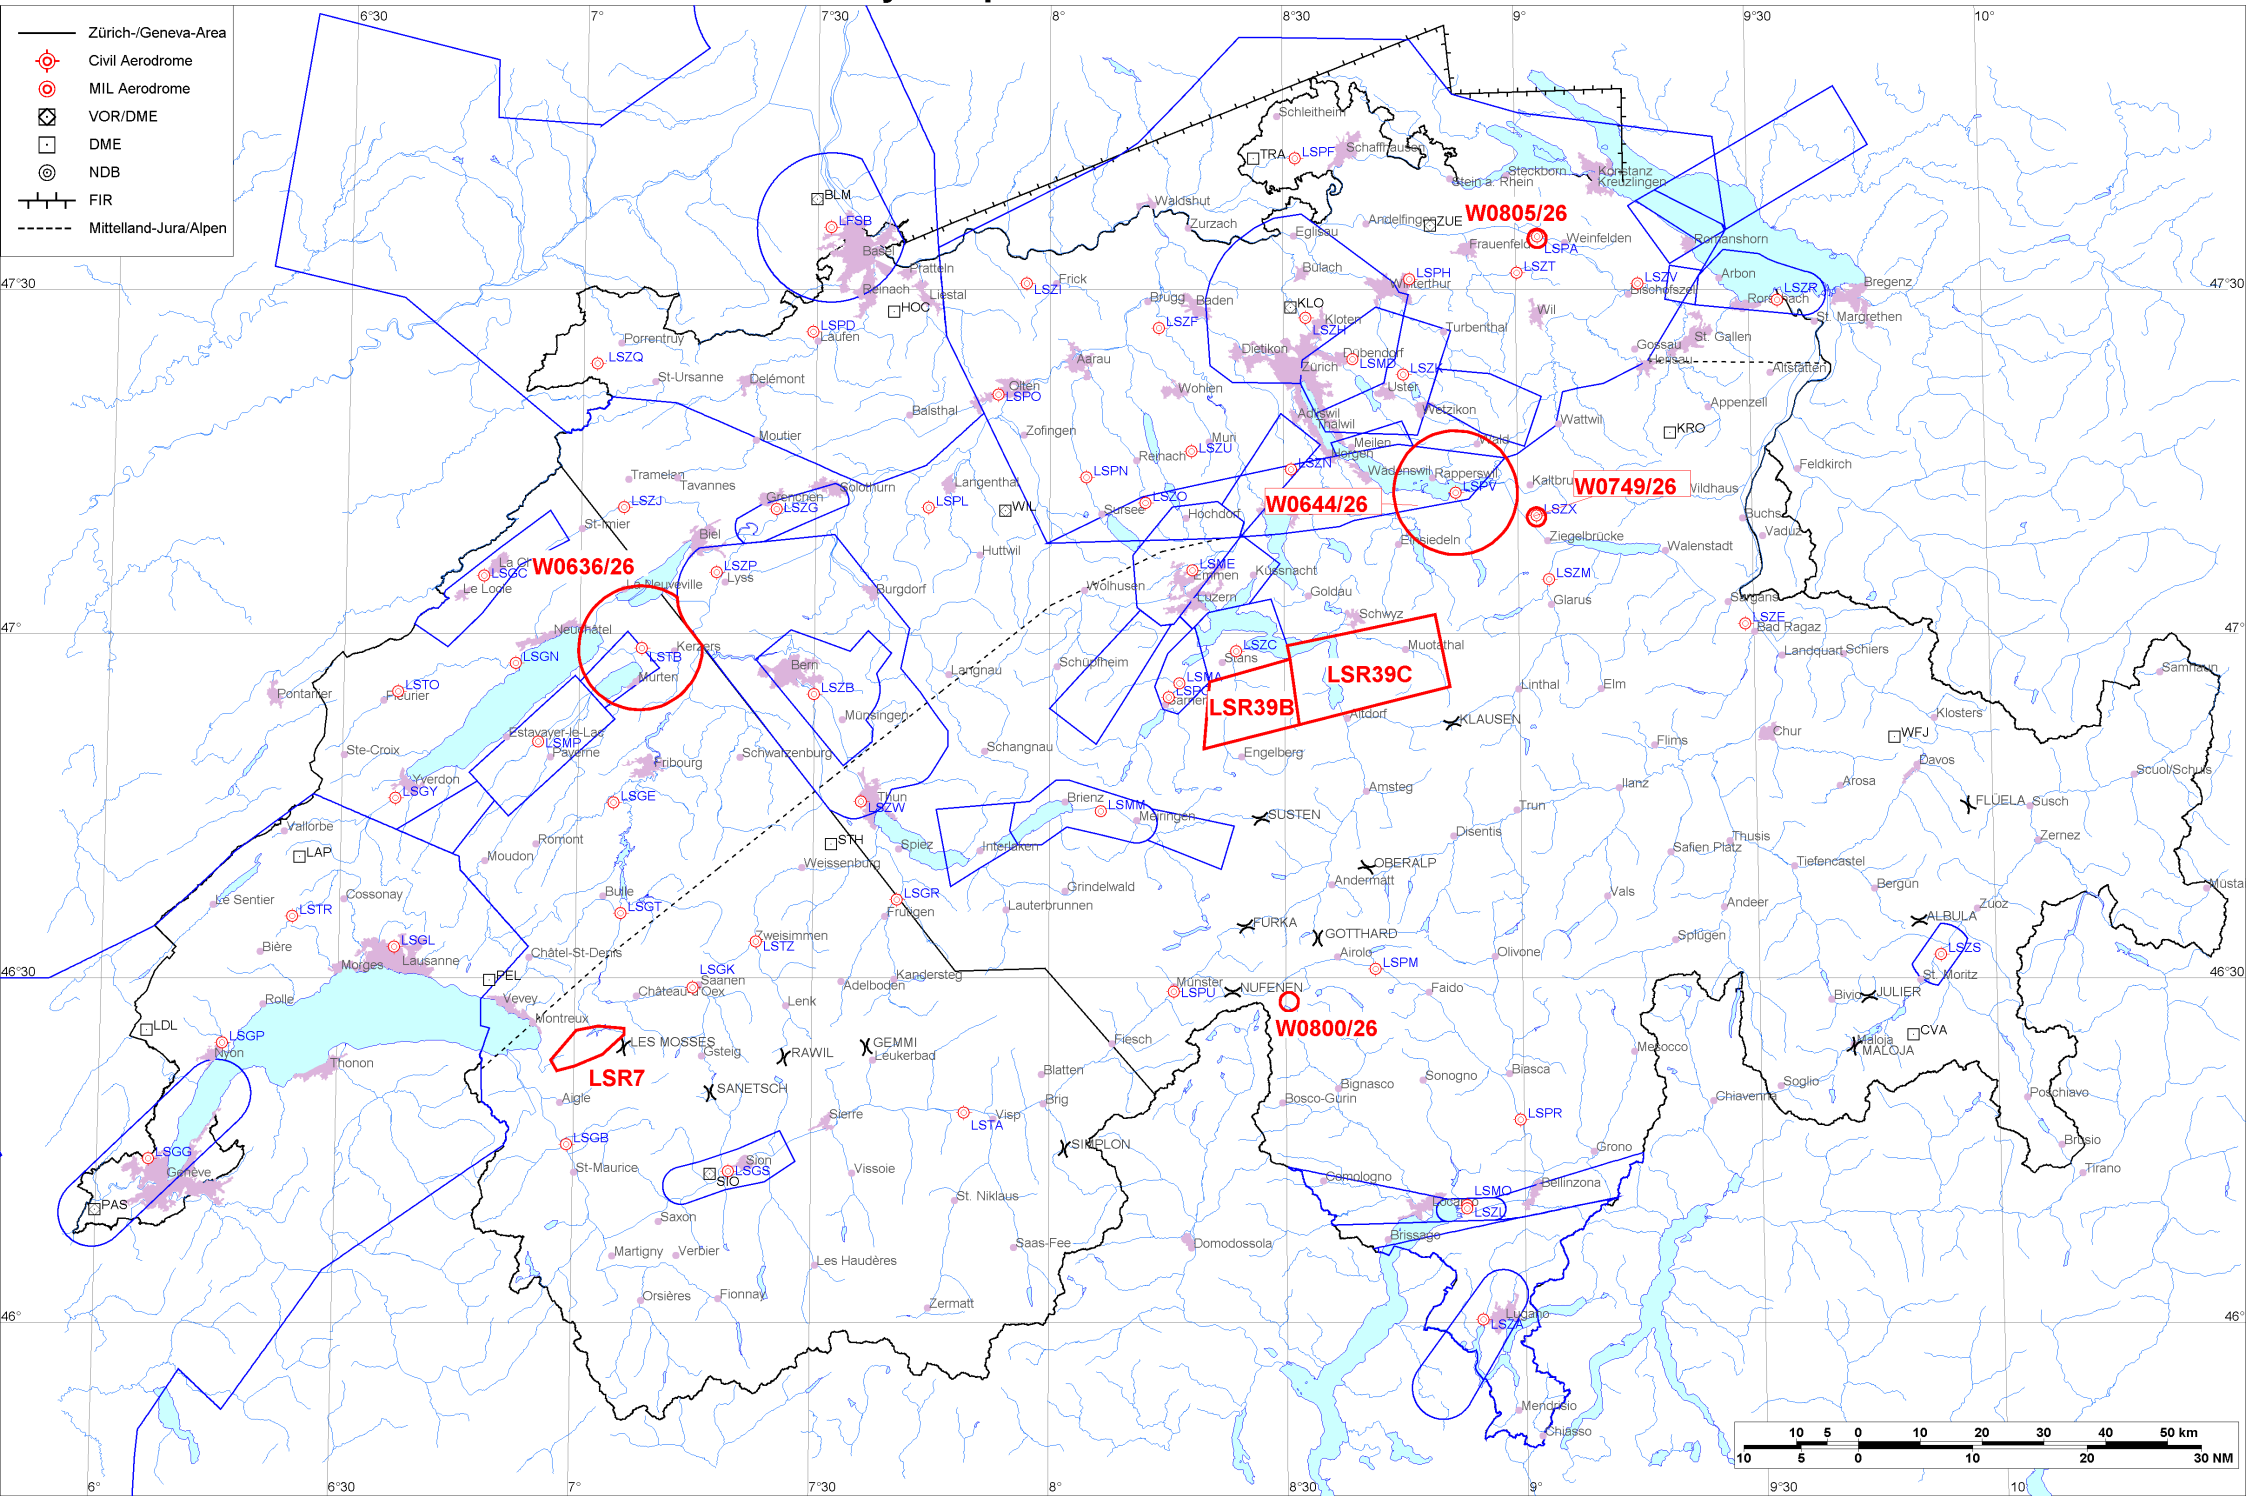 6°30
7°
7°30
8°
8°30
9°
9°30
10°
Zürich-/Geneva-Area
Civil Aerodrome
MIL Aerodrome
VOR/DME
DME
NDB
FIR
Mittelland-Jura/Alpen
Schleitheim
TRA
LSPF
Schaffhausen
Steckborn
Stein a. Rhein
Konstanz
Kreuzlingen
BLM
LFSB
Basel
Waldshut
Zurzach
Eglisau
Andelfingen
ZUE
W0805/26
LSPA
Weinfelden
Frauenfeld
Romanshorn
Pratteln
Reinach
Liestal
HOC
LSZI
Frick
Bülach
LSPH
Winterthur
LSZT
LSZV
Bischofszell
Arbon
LSZR
Rorschach
Bregenz
St. Margrethen
47°30
47°30
Brugg
Baden
LSZF
KLO
Kloten
LSZH
Turbenthal
Wil
St. Gallen
Gossau
Herisau
Altstätten
LSPD
Laufen
Porrentruy
LSZQ
St-Ursanne
Delémont
Aarau
Olten
LSPO
Dietikon
Zürich
Dübendorf
LSMD
LSZK
Uster
Wetzikon
Wohlen
Balsthal
Zofingen
Adliswil
Thalwil
Meilen
Horgen
Wald
Wattwil
Appenzell
KRO
Moutier
Muri
LSZU
Reinach
LSZN
Wädenswil
Rapperswil
LSPV
Kaltbrunn
W0749/26
Wildhaus
Feldkirch
Tramelan
Tavannes
LSZJ
St-Imier
Grenchen
LSZG
Solothurn
Langenthal
LSPL
WIL
LSPN
LSZO
Sursee
Hochdorf
W0644/26
LSZX
Ziegelbrücke
Einsiedeln
Walenstadt
Buchs
Vaduz
Biel
LSZP
Lyss
Huttwil
Burgdorf
LSGC
Le Locle
W0636/26
La Neuveville
LSME
Emmen
Luzern
Küssnacht
Goldau
Wolhusen
LSZM
Glarus
Sargans
LSZE
Bad Ragaz
47°
47°
Neuchâtel
LSGN
LSTB
Kerzers
Murten
Bern
LSZB
Münsingen
Langnau
Schüpfheim
LSZC
Stans
LSMA
Schwyz
Muotathal
LSR39C
LSR39B
Altdorf
Engelberg
KLAUSEN
Linthal
Elm
Landquart
Schiers
Samnaun
Klosters
WFJ
Davos
Pontarlier
LSTO
Fleurier
Ste-Croix
Estavayer-le-Lac
LSMP
Payerne
Fribourg
Schwarzenburg
Schangnau
Yverdon
LSGY
LSGE
Romont
Moudon
Thun
LSZW
STH
Spiez
Weissenburg
Interlaken
Brienz
LSMM
Meiringen
SUSTEN
Amsteg
Flims
Chur
Ilanz
Trun
Disentis
Arosa
FLÜELA
Susch
Scuol/Schuls
Zernez
Vallorbe
LAP
Cossonay
Le Sentier
LSTR
Bière
LSGL
Lausanne
Morges
Bulle
LSGT
LSGR
Frutigen
Grindelwald
Lauterbrunnen
OBERALP
Andermatt
FURKA
GOTTHARD
Airolo
LSPM
Thusis
Safien Platz
Tiefencastel
Vals
Andeer
Splügen
Olivone
Bergün
ALBULA
Zuoz
LSZS
St. Moritz
Müstair
46°30
46°30
Châtel-St-Denis
PEL
Vevey
Montreux
Zweisimmen
LSTZ
LSGK
Saanen
Château-d'Oex
Lenk
Adelboden
Kandersteg
Münster
LSPU
NUFENEN
W0800/26
Faido
Bivio
JULIER
CVA
Maloja
MALOJA
Rolle
LDL
LSGP
Nyon
Thonon
LES MOSSES
LSR7
Gsteig
RAWIL
GEMMI
Leukerbad
SANETSCH
Aigle
LSGB
St-Maurice
Fiesch
Blatten
Brig
Visp
LSTA
Sierre
SIMPLON
Mesocco
Biasca
Sonogno
Bignasco
Bosco-Gurin
LSPR
Soglio
Chiavenna
Poschiavo
Brusio
Tirano
LSGG
Genève
PAS
Sion
LSGS
SIO
Vissoie
St. Niklaus
Grono
Comologno
Locarno
LSMO
LSZL
Bellinzona
Brissago
Saxon
Martigny
Verbier
Les Haudères
Saas-Fee
Domodossola
Orsières
Fionnay
Zermatt
46°
46°
Lugano
LSZA
Mendrisio
Chiasso
10 5 0 10 20 30 40 50 km
10 5 0 10 20 30 NM
6°
6°30
7°
7°30
8°
8°30
9°
9°30
10°